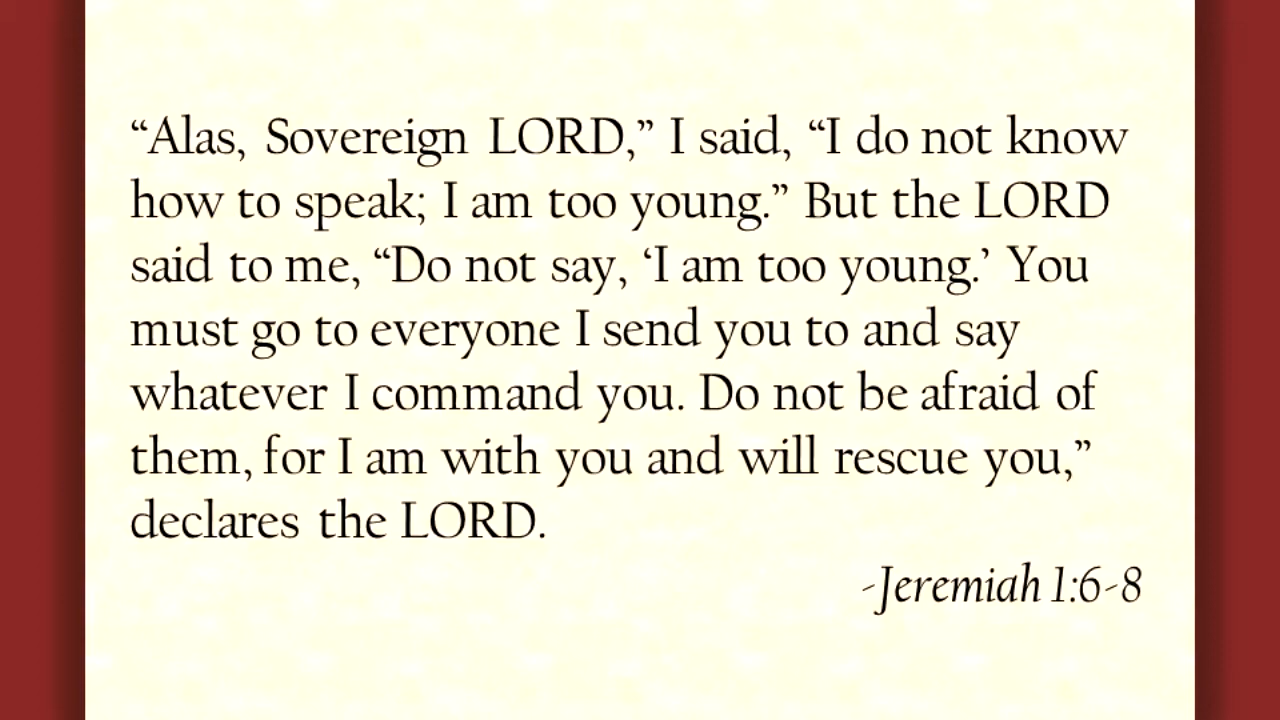 “Alas, Sovereign LORD,” I said, “I do not know
how to speak; I am too young.” But the LORD
said to me, “Do not say, ‘I am too young.’ You
must go to everyone I send you to and say
whatever I command you. Do not be afraid of
them, for I am with you and will rescue you,”
declares the LORD.
-Jeremiah 1:6-8